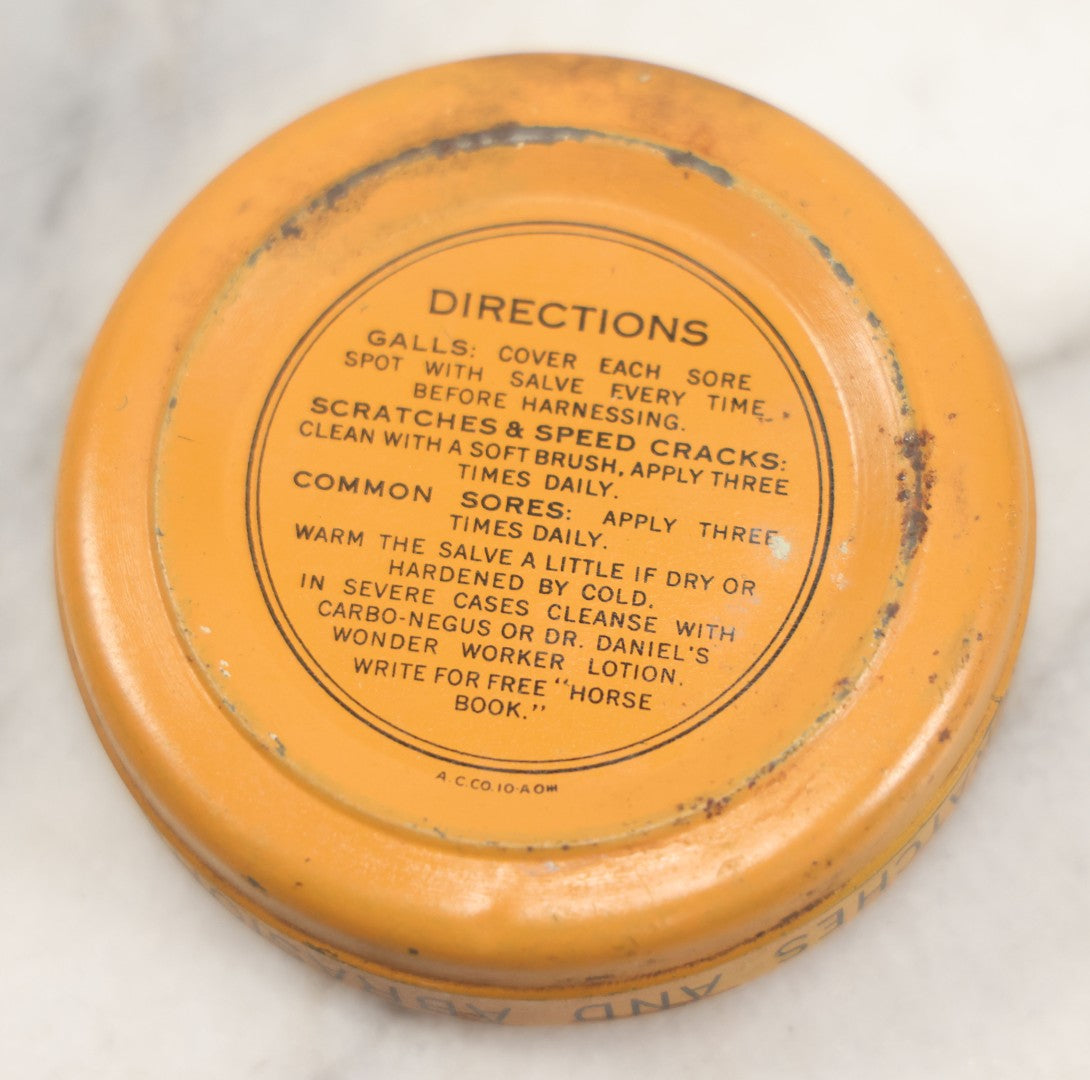 DIRECTIONS
GALLS: COVER EACH SORE
SPOT WITH SALVE EVERY TIME
BEFORE HARNESSING.
SCRATCHES & SPEED CRACKS:
CLEAN WITH A SOFT BRUSH, APPLY THREE
TIMES DAILY.
COMMON SORES: APPLY THREE
TIMES DAILY.
WARM THE SALVE A LITTLE IF DRY OR
HARDENED BY COLD.
IN SEVERE CASES CLEANSE WITH
CARBO-NEGUS OR DR. DANIEL'S
WONDER WORKER LOTION.
WRITE FOR FREE "HORSE
BOOK."
A.C.CO. 10-A
AND